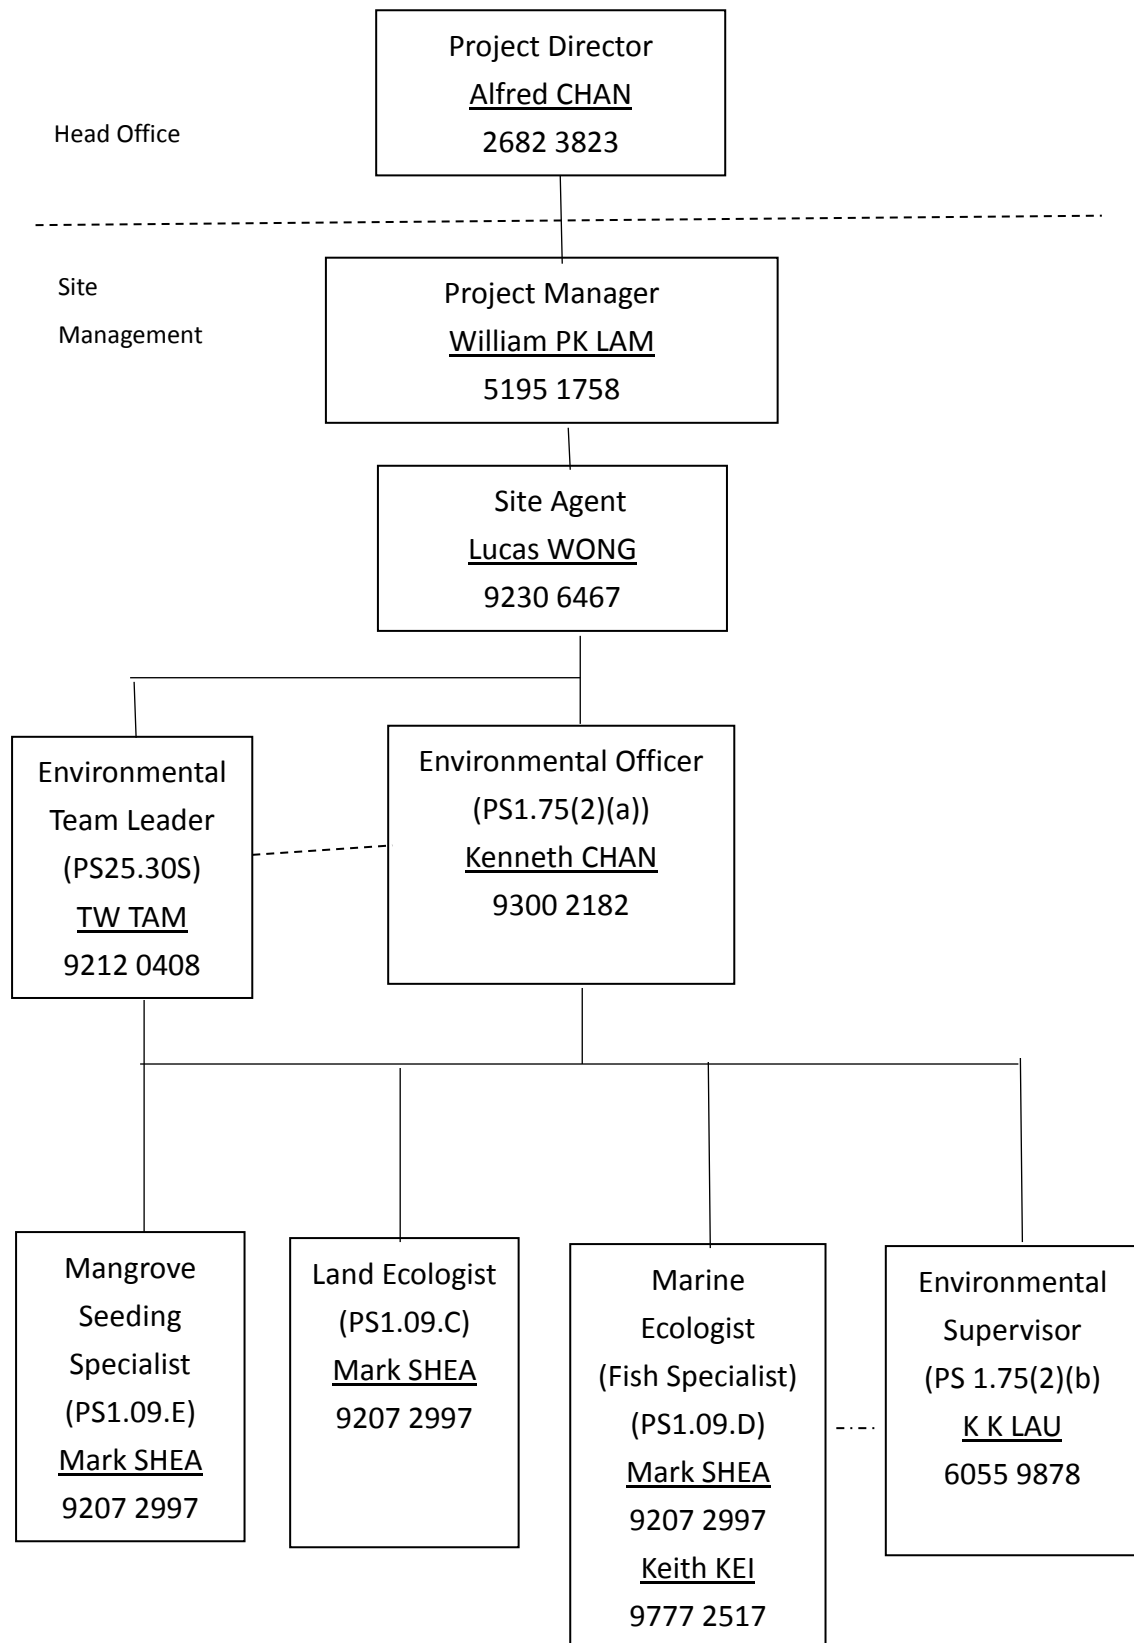 Project Director
Alfred CHAN
2682 3823
Head Office
Site
Management
Project Manager
William PK LAM
5195 1758
Site Agent
Lucas WONG
9230 6467
Environmental
Team Leader
(PS25.30S)
TW TAM
9212 0408
Environmental Officer
(PS1.75(2)(a))
Kenneth CHAN
9300 2182
Mangrove
Seeding
Specialist
(PS1.09.E)
Mark SHEA
9207 2997
Land Ecologist
(PS1.09.C)
Mark SHEA
9207 2997
Marine
Ecologist
(Fish Specialist)
(PS1.09.D)
Mark SHEA
9207 2997
Keith KEI
9777 2517
Environmental
Supervisor
(PS 1.75(2)(b)
K K LAU
6055 9878